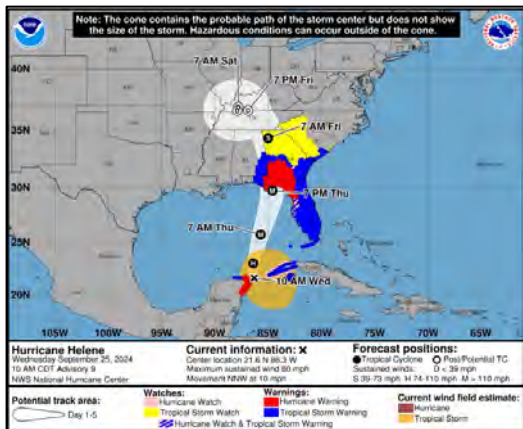 Note: The cone contains the probable path of the storm center but does not show
the size of the storm. Hazardous conditions can occur outside of the cone.
NOAA
7 AM Sat
40N
7 PM Fri
7 AM Fri
35N
30N
7 PM Thu
7 AM Thu
25N
10 AM Wed
20N
105W 100W 95W 90W 85W 80W 75W 70W 65W
Hurricane Helene
Wednesday September 25, 2024
10 AM CDT Advisory 9
NWS National Hurricane Center
Current information: x
Center location 21.6 N 86.3 W
Maximum sustained wind 80 mph
Movement NNW at 10 mph
Forecast positions:
Tropical Cyclone Post/Potential TC
Sustained winds: D < 39 mph
S 39-73 mph H 74-110 mph M > 110 mph
Potential track area:
Day 1-5
Watches:
Hurricane Watch
Tropical Storm Watch
Warnings:
Hurricane Warning
Tropical Storm Warning
Hurricane Watch & Tropical Storm Warning
Current wind field estimate:
Hurricane
Tropical Storm